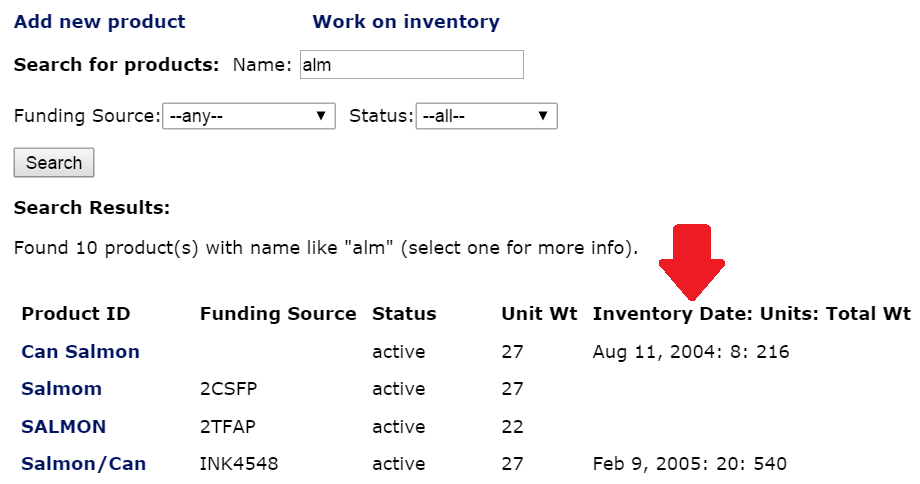 Add new product Work on inventory
Search for products: Name: alm
Funding Source: --any-- Status: --all--
Search
Search Results:
Found 10 product(s) with name like "alm" (select one for more info).
Product ID Funding Source Status Unit Wt Inventory Date: Units: Total Wt
Can Salmon active 27 Aug 11, 2004: 8: 216
Salmom 2CSFP active 27
SALMON 2TFAP active 22
Salmon/Can INK4548 active 27 Feb 9, 2005: 20: 540